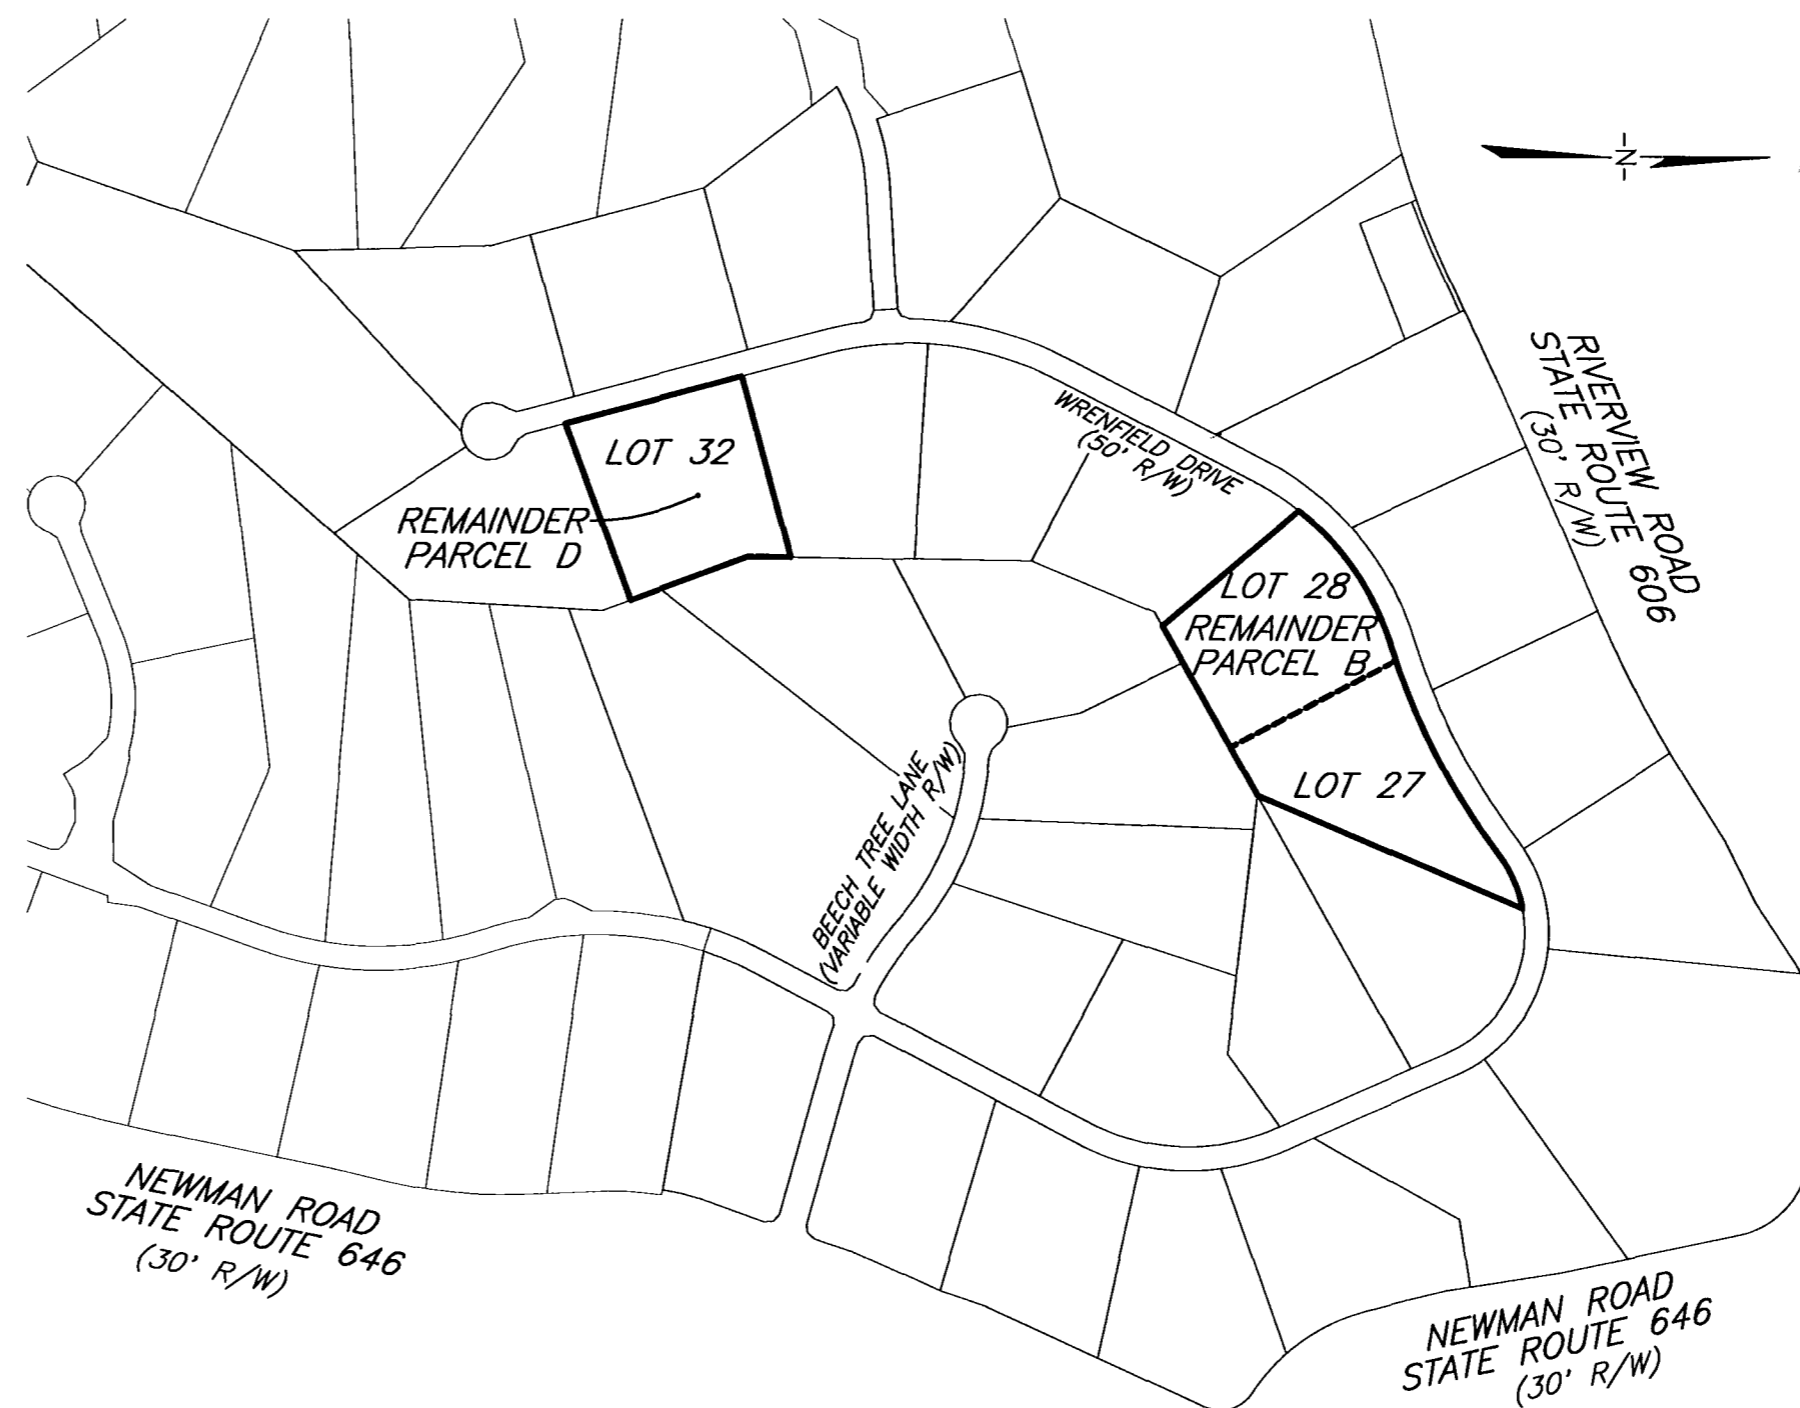 N
RIVERVIEW ROAD
STATE ROUTE 606
(30' R/W)
WRENFIELD DRIVE
(50' R/W)
LOT 32
REMAINDER
PARCEL D
LOT 28
REMAINDER
PARCEL B
LOT 27
BEECH TREE LANE
(VARIABLE WIDTH R/W)
NEWMAN ROAD
STATE ROUTE 646
(30' R/W)
NEWMAN ROAD
STATE ROUTE 646
(30' R/W)